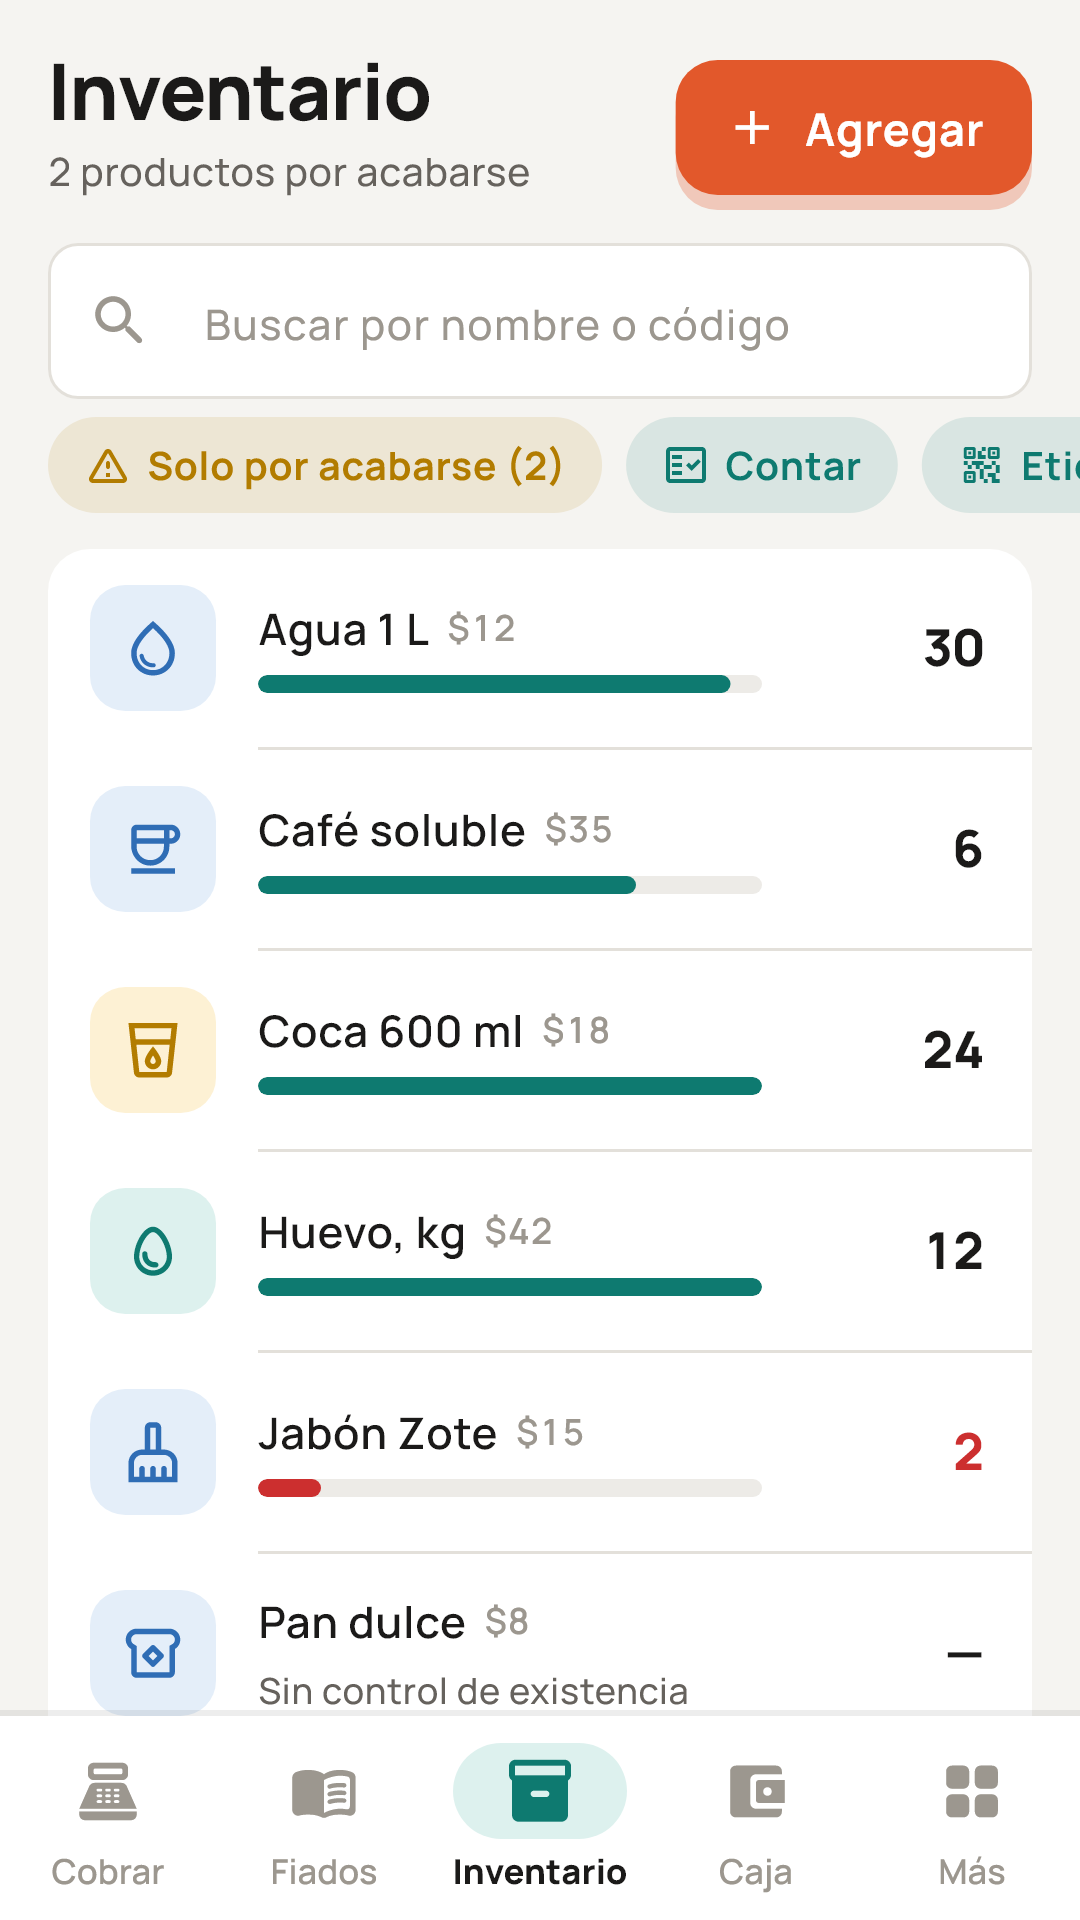 Inventario
2 productos por acabarse
+ Agregar
Buscar por nombre o código
Solo por acabarse (2)
Contar
Agua 1 L $12
30
Café soluble $35
6
Coca 600 ml $18
24
Huevo, kg $42
12
Jabón Zote $15
2
Pan dulce $8
Sin control de existencia
—
Cobrar
Fiados
Inventario
Caja
Más